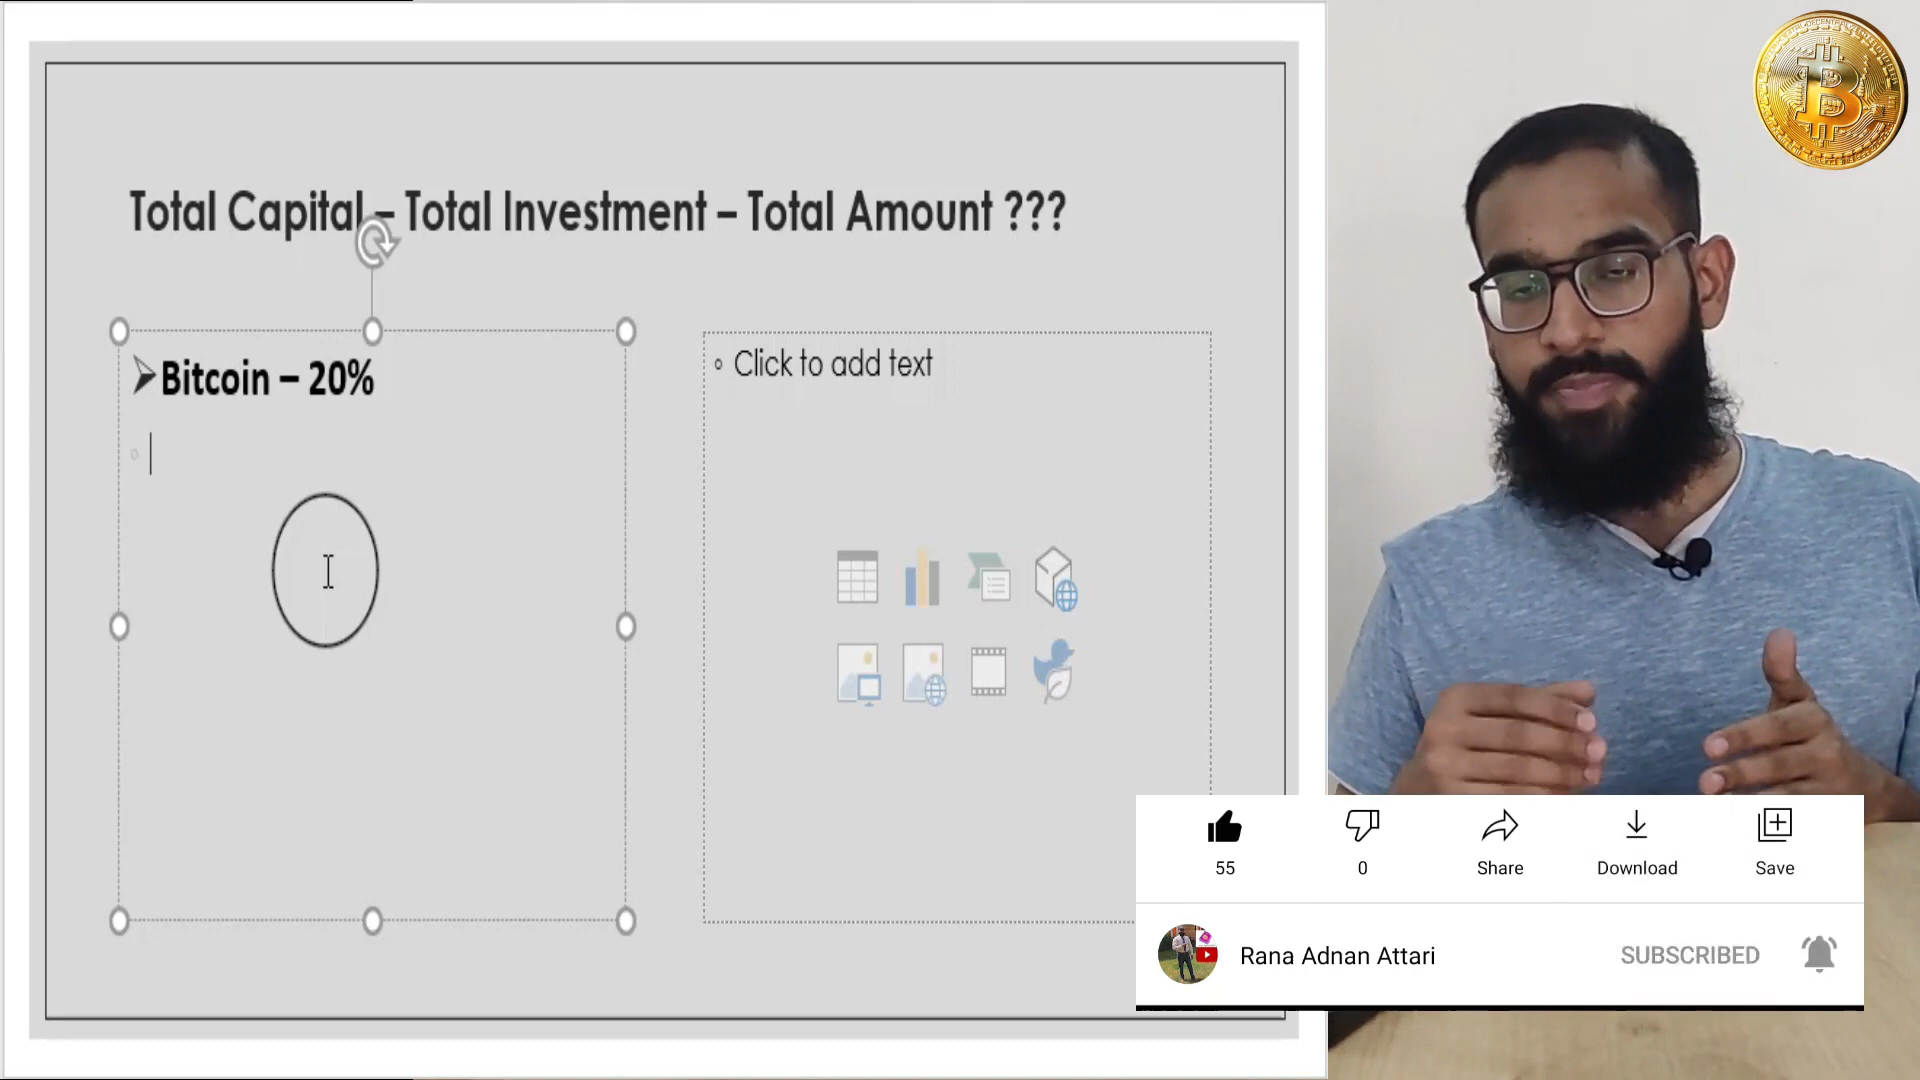 Total Capital – Total Investment – Total Amount ???
Bitcoin – 20%
Click to add text
55
0
Share
Download
Save
Rana Adnan Attari
SUBSCRIBED